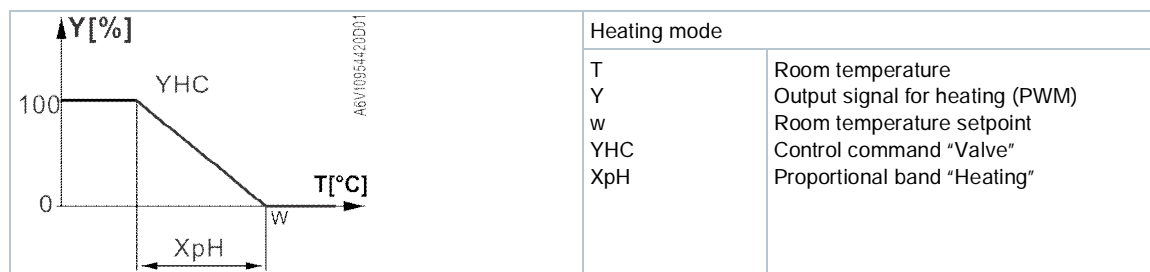 Y[%]
YHC
100
0
T[°C]
w
XpH
A6V10954420D01
Heating mode
T Room temperature
Y Output signal for heating (PWM)
w Room temperature setpoint
YHC Control command “Valve”
XpH Proportional band “Heating”